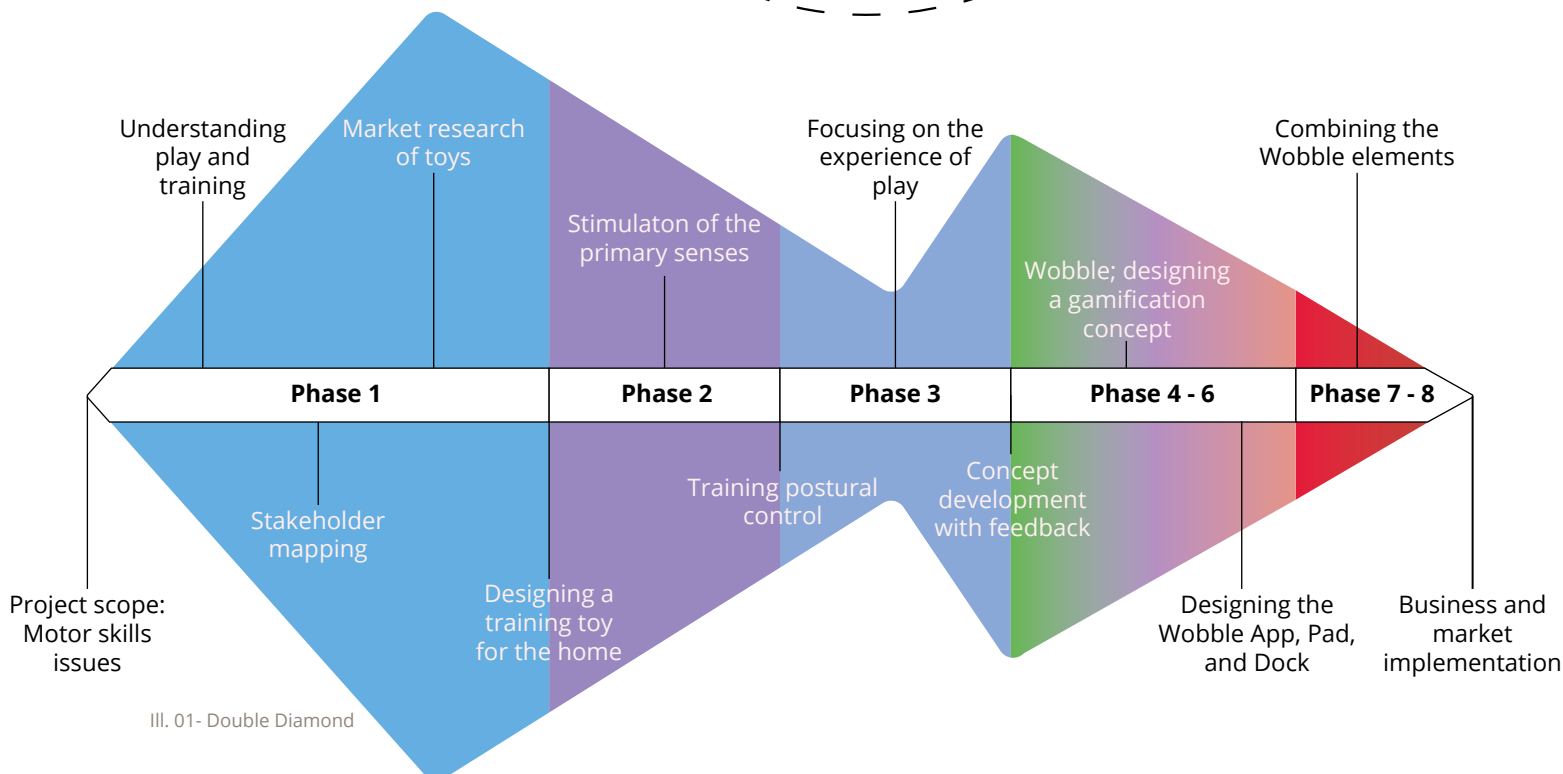 Understanding
play and
training
Market research
of toys
Stimulaton of the
primary senses
Focusing on the
experience of
play
Wobble; designing
a gamification
concept
Combining the
Wobble elements
Phase 1
Phase 2
Phase 3
Phase 4 - 6
Phase 7 - 8
Project scope:
Motor skills
issues
Stakeholder
mapping
Designing a
training toy
for the home
Training postural
control
Concept
development
with feedback
Designing the
Wobble App, Pad,
and Dock
Business and
market
implementation
Ill. 01- Double Diamond